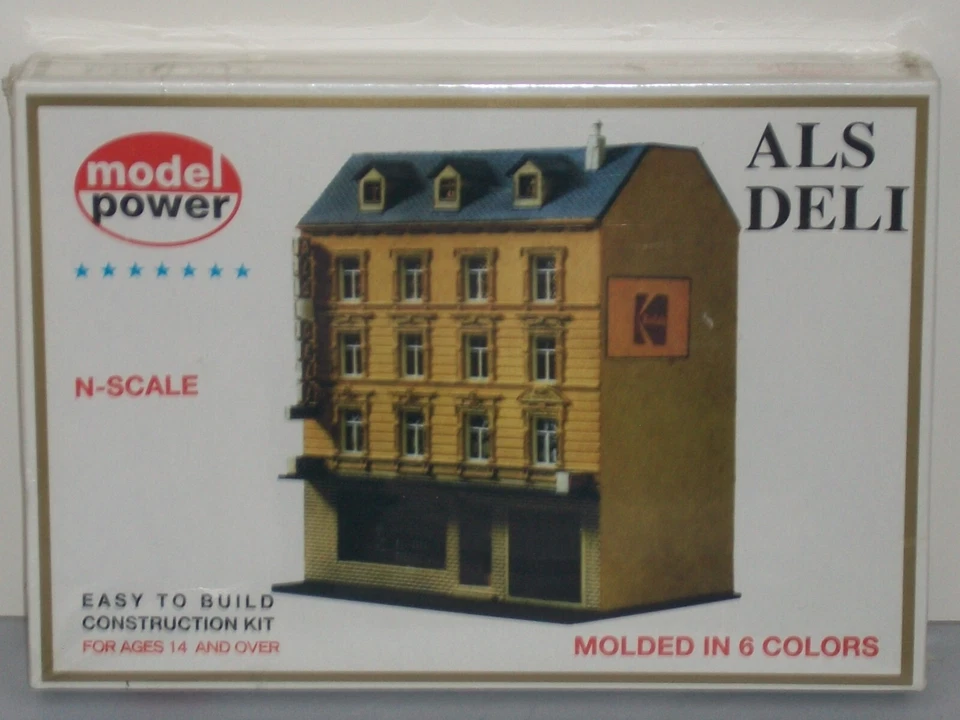 model
power
ALS
DELI
N-SCALE
Kodak
EASY TO BUILD
CONSTRUCTION KIT
FOR AGES 14 AND OVER
MOLDED IN 6 COLORS